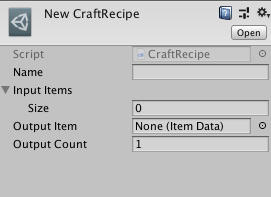 New CraftRecipe
Open
Script CraftRecipe
Name
Input Items
Size 0
Output Item None (Item Data)
Output Count 1